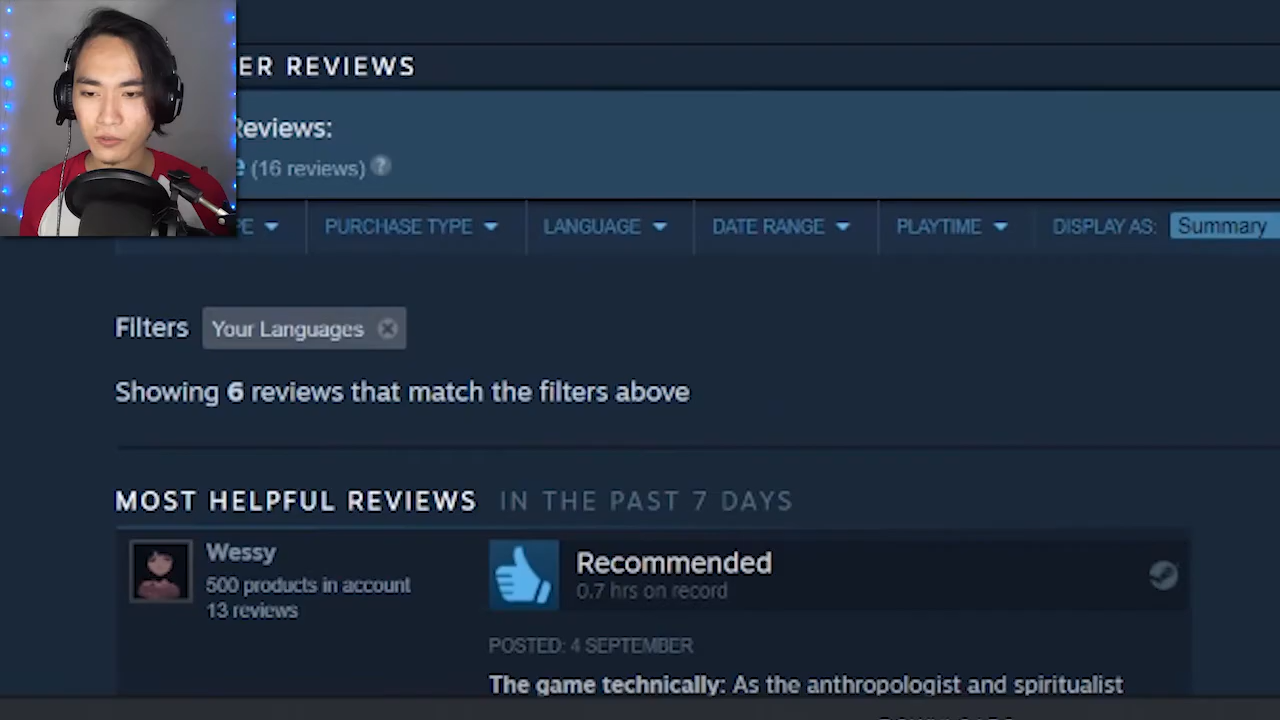 ER REVIEWS
Reviews:
(16 reviews) ?
PURCHASE TYPE
LANGUAGE
DATE RANGE
PLAYTIME
DISPLAY AS:
Summary
Filters
Your Languages
Showing 6 reviews that match the filters above
MOST HELPFUL REVIEWS IN THE PAST 7 DAYS
Wessy
500 products in account
13 reviews
Recommended
0.7 hrs on record
POSTED: 4 SEPTEMBER
The game technically: As the anthropologist and spiritualist